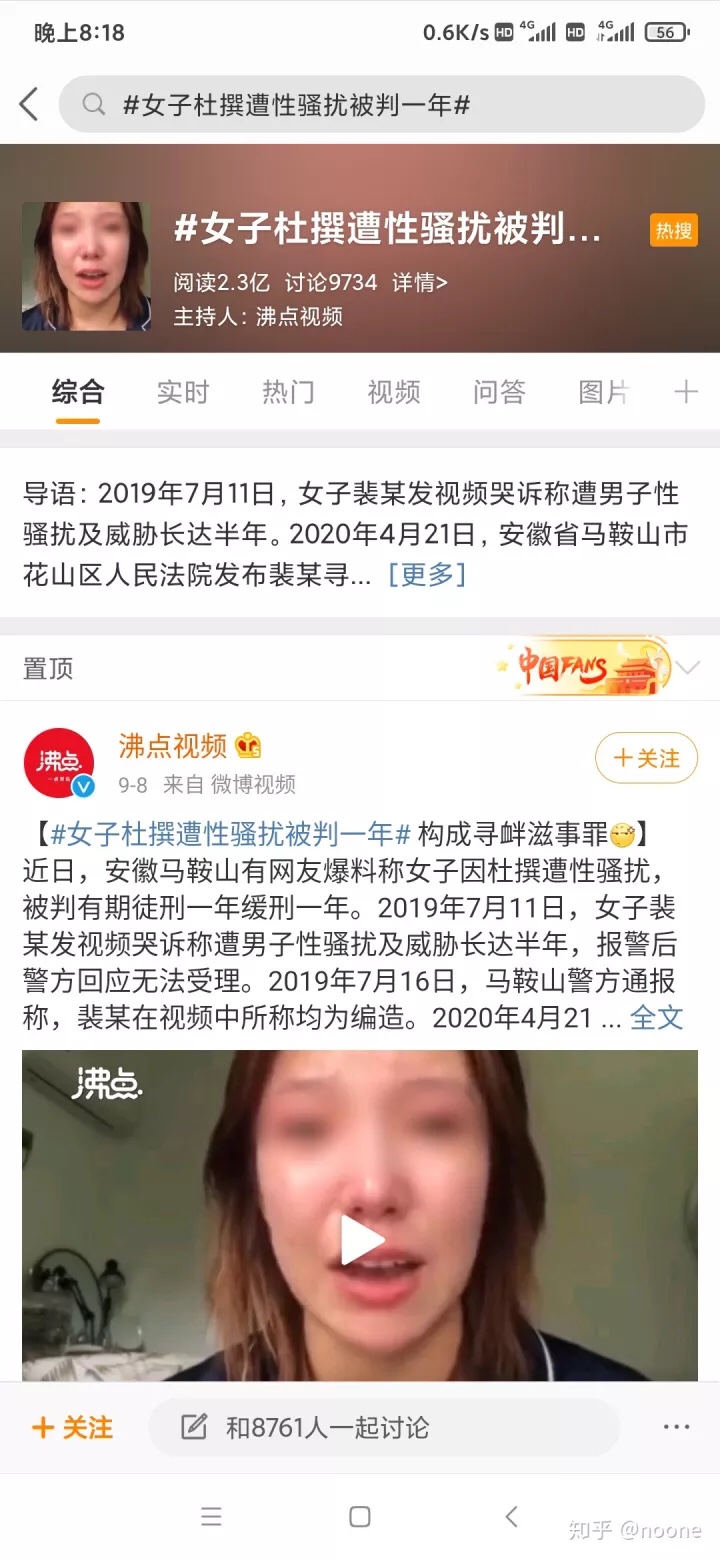 晚上8:18
0.6K/s HD 4G HD 4G 56
#女子杜撰遭性骚扰被判一年#
#女子杜撰遭性骚扰被判...
热搜
阅读2.3亿 讨论9734 详情>
主持人：沸点视频
综合 实时 热门 视频 问答 图片
导语：2019年7月11日，女子裴某发视频哭诉称遭男子性
骚扰及威胁长达半年。2020年4月21日，安徽省马鞍山市
花山区人民法院发布裴某寻... [更多]
置顶
中国FANS
沸点
沸点视频
9-8 来自 微博视频
+关注
【#女子杜撰遭性骚扰被判一年# 构成寻衅滋事罪】
近日，安徽马鞍山有网友爆料称女子因杜撰遭性骚扰，
被判有期徒刑一年缓刑一年。2019年7月11日，女子裴
某发视频哭诉称遭男子性骚扰及威胁长达半年，报警后
警方回应无法受理。2019年7月16日，马鞍山警方通报
称，裴某在视频中所称均为编造。2020年4月21 ... 全文
沸点
+关注
和8761人一起讨论
知乎 @noone